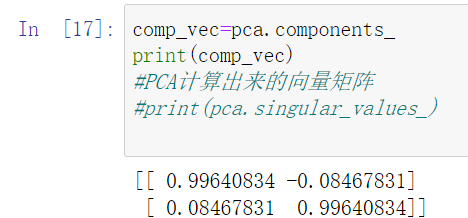 In [17]: comp_vec=pca.components_
print(comp_vec)
#PCA计算出来的向量矩阵
#print(pca.singular_values_)
[[ 0.99640834 -0.08467831]
[ 0.08467831 0.99640834]]